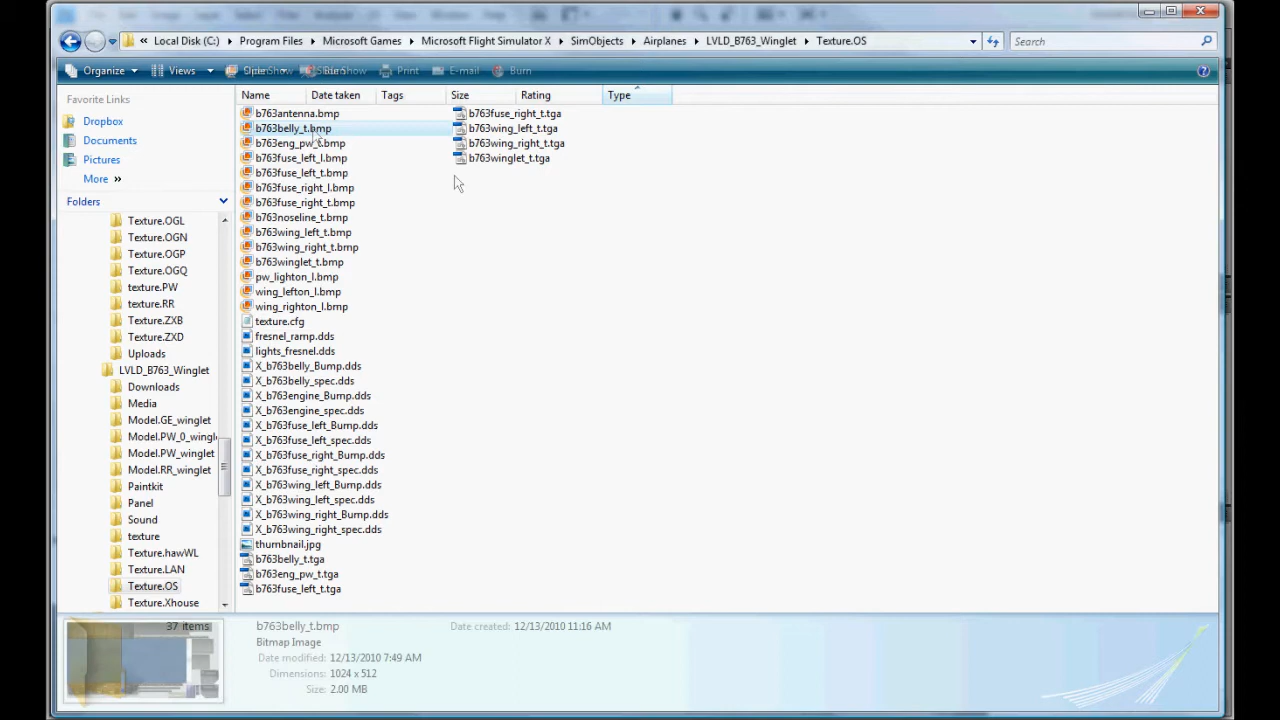 Local Disk (C:) Program Files Microsoft Games Microsoft Flight Simulator X SimObjects Airplanes LVLD_B763_Winglet Texture.OS Search
Organize Views Slide Show Print E-mail Burn
Name Date taken Tags Size Rating Type
Favorite Links
Dropbox
Documents
Pictures
More »
Folders
Texture.OGL
Texture.OGN
Texture.OGP
Texture.OGQ
texture.PW
texture.RR
Texture.ZXB
Texture.ZXD
Uploads
LVLD_B763_Winglet
Downloads
Media
Model.GE_winglet
Model.PW_0_wingl
Model.PW_winglet
Model.RR_winglet
Paintkit
Panel
Sound
texture
Texture.hawWL
Texture.LAN
Texture.OS
Texture.Xhouse
b763antenna.bmp
b763belly_t.bmp
b763eng_pw_t.bmp
b763fuse_left_l.bmp
b763fuse_left_t.bmp
b763fuse_right_l.bmp
b763fuse_right_t.bmp
b763noseline_t.bmp
b763wing_left_t.bmp
b763wing_right_t.bmp
b763winglet_t.bmp
pw_lighton_l.bmp
wing_lefton_l.bmp
wing_righton_l.bmp
texture.cfg
fresnel_ramp.dds
lights_fresnel.dds
X_b763belly_Bump.dds
X_b763belly_spec.dds
X_b763engine_Bump.dds
X_b763engine_spec.dds
X_b763fuse_left_Bump.dds
X_b763fuse_left_spec.dds
X_b763fuse_right_Bump.dds
X_b763fuse_right_spec.dds
X_b763wing_left_Bump.dds
X_b763wing_left_spec.dds
X_b763wing_right_Bump.dds
X_b763wing_right_spec.dds
thumbnail.jpg
b763belly_t.tga
b763eng_pw_t.tga
b763fuse_left_t.tga
b763fuse_right_t.tga
b763wing_left_t.tga
b763wing_right_t.tga
b763winglet_t.tga
37 items
b763belly_t.bmp Date created: 12/13/2010 11:16 AM
Bitmap Image
Date modified: 12/13/2010 7:49 AM
Dimensions: 1024 x 512
Size: 2.00 MB